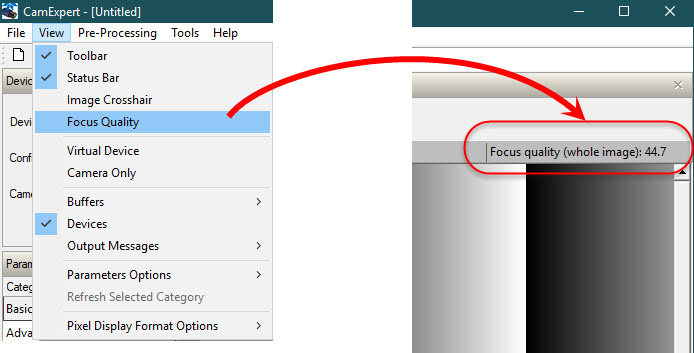 CamExpert - [Untitled]
File View Pre-Processing Tools Help
Toolbar
Status Bar
Image Crosshair
Focus Quality
Virtual Device
Camera Only
Buffers
Devices
Output Messages
Parameters Options
Refresh Selected Category
Pixel Display Format Options
Devic
Devi
Conf
Came
Param
Categ
Basic
Adva
Focus quality (whole image): 44.7